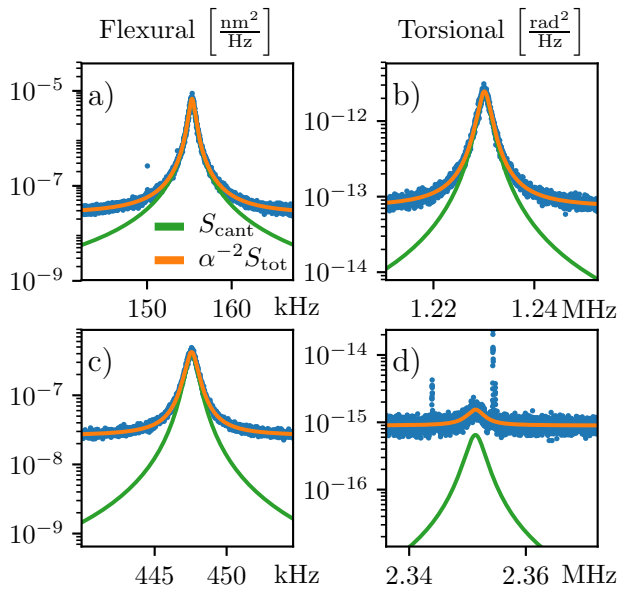 Flexural [nm²/Hz] Torsional [rad²/Hz]
a) b)
10⁻⁵
10⁻⁷
10⁻⁹
10⁻¹²
10⁻¹³
10⁻¹⁴
S_cant
α⁻²S_tot
150 160 kHz
1.22 1.24 MHz
c) d)
10⁻⁷
10⁻⁸
10⁻⁹
10⁻¹⁴
10⁻¹⁵
10⁻¹⁶
445 450 kHz
2.34 2.36 MHz